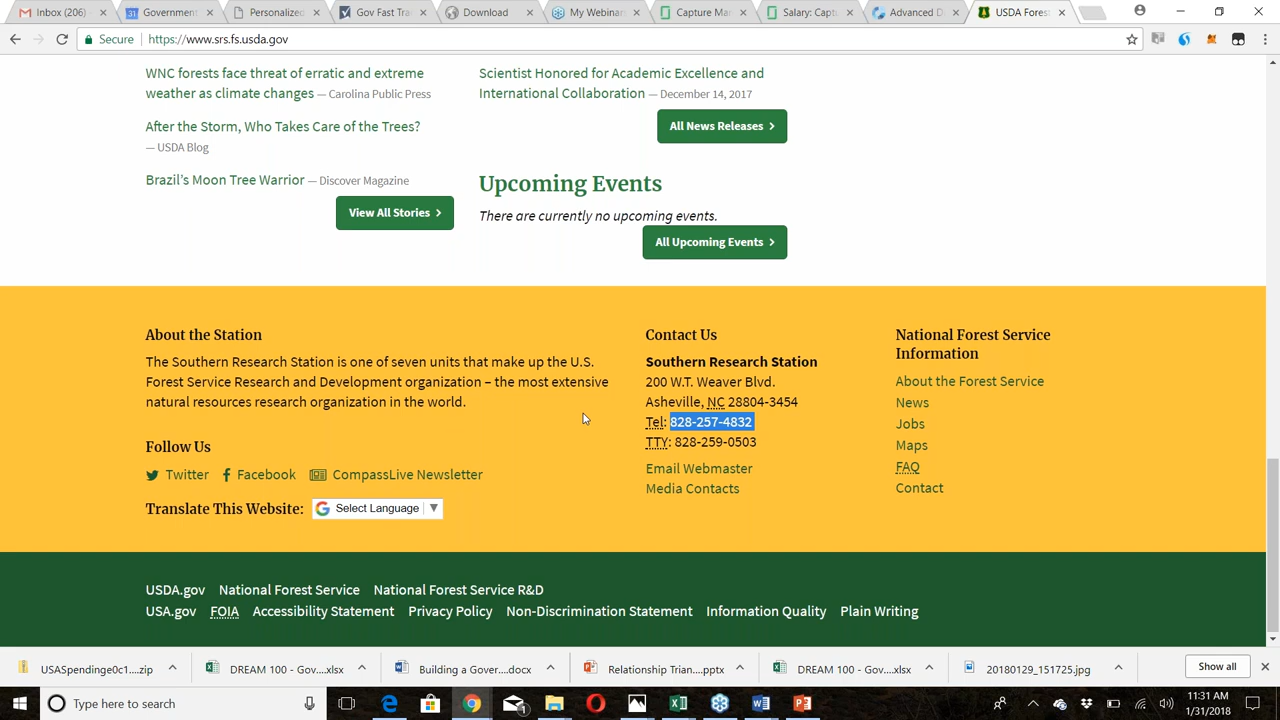 Inbox (206)
Government
Personalized
Gov Fast Tra
Download
My Webinar
Capture Ma
Salary: Capt
Advanced D
USDA Fores
Secure
https://www.srs.fs.usda.gov
WNC forests face threat of erratic and extreme
weather as climate changes — Carolina Public Press
After the Storm, Who Takes Care of the Trees?
— USDA Blog
Brazil's Moon Tree Warrior — Discover Magazine
View All Stories
Scientist Honored for Academic Excellence and
International Collaboration — December 14, 2017
All News Releases
Upcoming Events
There are currently no upcoming events.
All Upcoming Events
About the Station
The Southern Research Station is one of seven units that make up the U.S.
Forest Service Research and Development organization – the most extensive
natural resources research organization in the world.
Follow Us
Twitter
Facebook
CompassLive Newsletter
Translate This Website:
Select Language
Contact Us
Southern Research Station
200 W.T. Weaver Blvd.
Asheville, NC 28804-3454
Tel: 828-257-4832
TTY: 828-259-0503
Email Webmaster
Media Contacts
National Forest Service
Information
About the Forest Service
News
Jobs
Maps
FAQ
Contact
USDA.gov National Forest Service National Forest Service R&D
USA.gov FOIA Accessibility Statement Privacy Policy Non-Discrimination Statement Information Quality Plain Writing
USASpendinge0c1....zip
DREAM 100 - Gov....xlsx
Building a Gover....docx
Relationship Trian....pptx
DREAM 100 - Gov....xlsx
20180129_151725.jpg
Show all
Type here to search
11:31 AM
1/31/2018